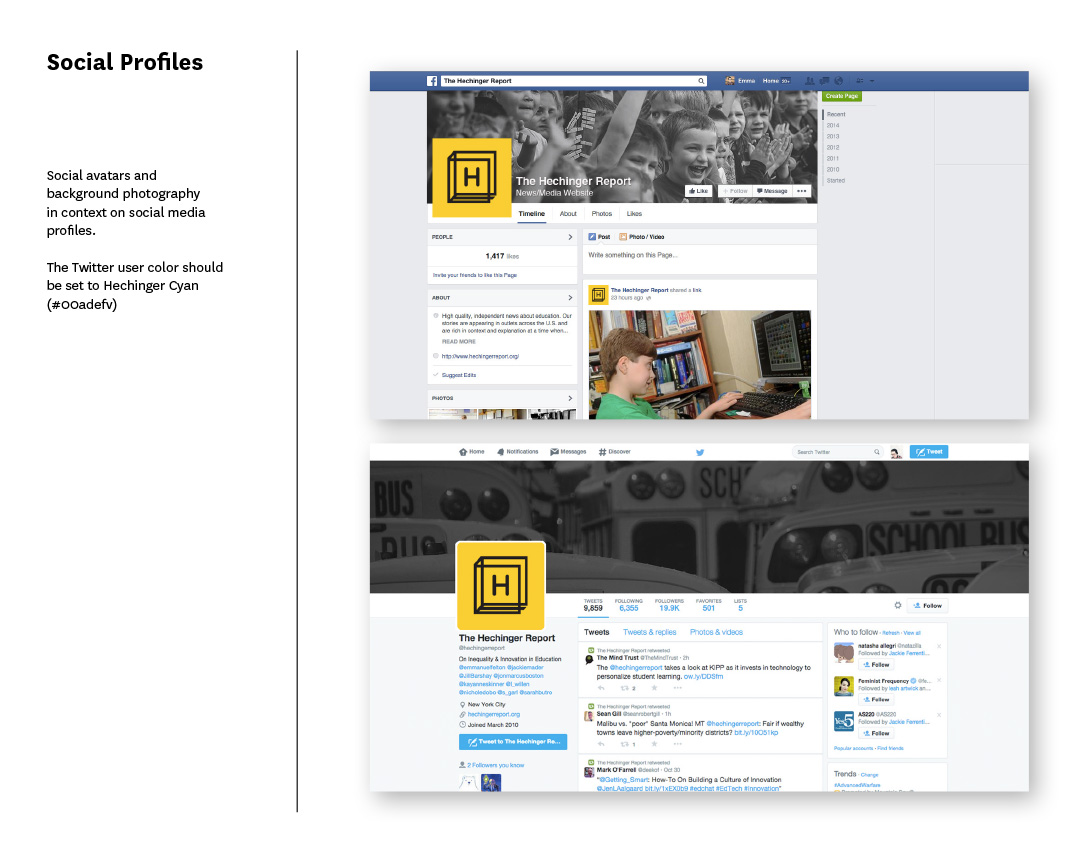 Social Profiles
Social avatars and
background photography
in context on social media
profiles.
The Twitter user color should
be set to Hechinger Cyan
(#00adefv)
The Hechinger Report
Emma
Home 20+
Create Page
Recent
2014
2013
2012
2011
2010
Started
H
The Hechinger Report
News/Media Website
Like
Follow
Message
Timeline
About
Photos
Likes
PEOPLE
1,417 likes
Invite your friends to like this Page
ABOUT
High quality, independent news about education. Our
stories are appearing in outlets across the U.S. and
are rich in context and explanation at a time when...
READ MORE
http://www.hechingerreport.org/
Suggest Edits
PHOTOS
Post
Photo / Video
Write something on this Page...
H
The Hechinger Report shared a link.
23 hours ago
Home
Notifications
Messages
Discover
Search Twitter
Tweet
BUS
SCH
BUS
SCHOOL BUS
H
TWEETS
9,859
FOLLOWING
6,355
FOLLOWERS
19.9K
FAVORITES
501
LISTS
5
Follow
The Hechinger Report
@hechingerreport
On Inequality & Innovation in Education
@emmanuelfelton @jackiemader
@JillBarshay @jonmarcusboston
@kayanneskinner @t_willen
@nicholedobo @s_garl @sarahbutro
New York City
hechingerreport.org
Joined March 2010
Tweet to The Hechinger Re...
2 Followers you know
Tweets
Tweets & replies
Photos & videos
The Hechinger Report retweeted
The Mind Trust @TheMindTrust · 2h
The @hechingerreport takes a look at KIPP as it invests in technology to
personalize student learning. ow.ly/DDSfm
2
The Hechinger Report retweeted
Sean Gill @seannsbertgill · 1h
Malibu vs. "poor" Santa Monica! MT @hechingerreport: Fair if wealthy
towns leave higher-poverty/minority districts? bit.ly/10O51kp
1
The Hechinger Report retweeted
Mark O'Farrell · Oct 30
"@Getting_Smart: How-To On Building a Culture of Innovation
bit.ly/1xEX0b9 #edchat #EdTech #innovation"
Who to follow · Refresh · View all
natasha allegri @natazilla
Followed by Jackie Ferrenti...
Follow
Feminist Frequency @fe...
Followed by leah artwick an...
Follow
Yes5
AS220 @AS220
Followed by Jackie Ferrenti...
Follow
Popular accounts · Find friends
Trends · Change
#AdvancedWarfare